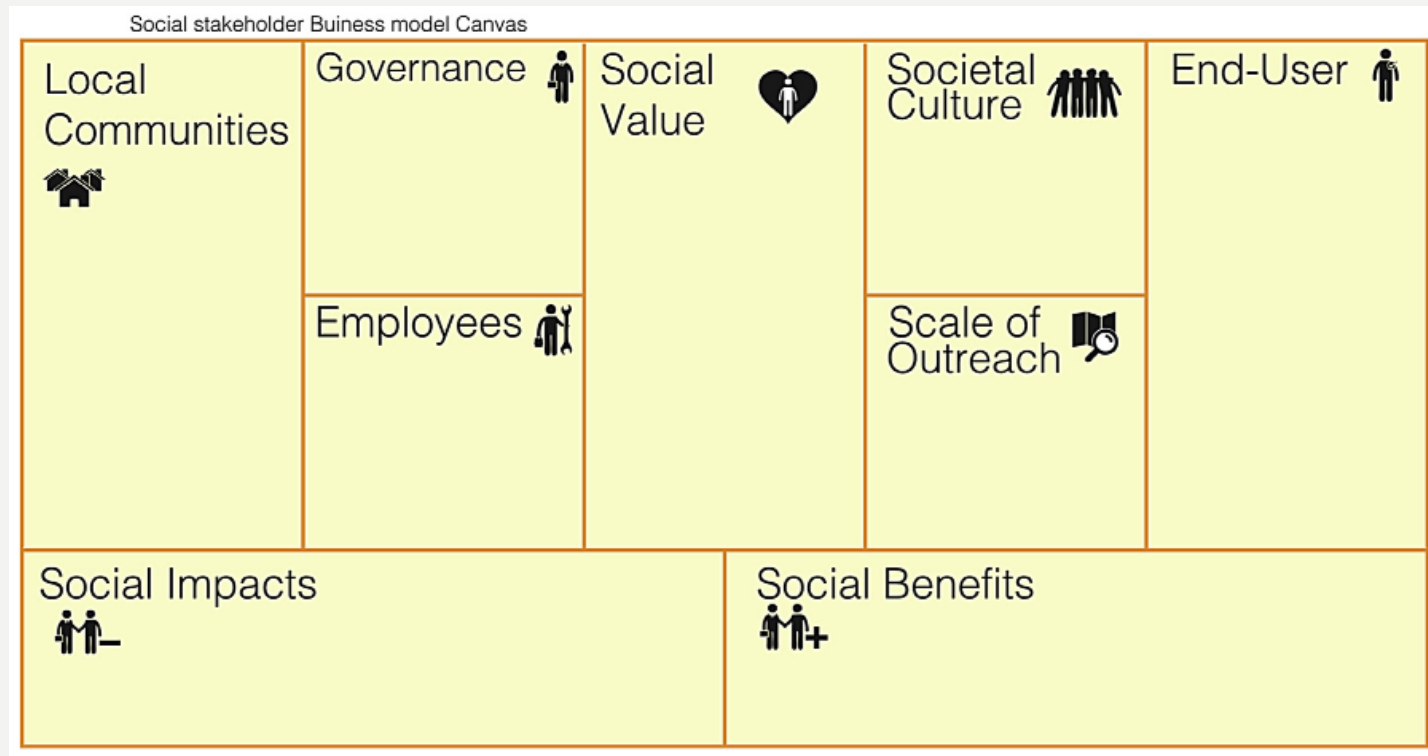 Social stakeholder Buiness model Canvas
Local
Communities
Governance
Employees
Social
Value
Societal
Culture
Scale of
Outreach
End-User
Social Impacts
Social Benefits